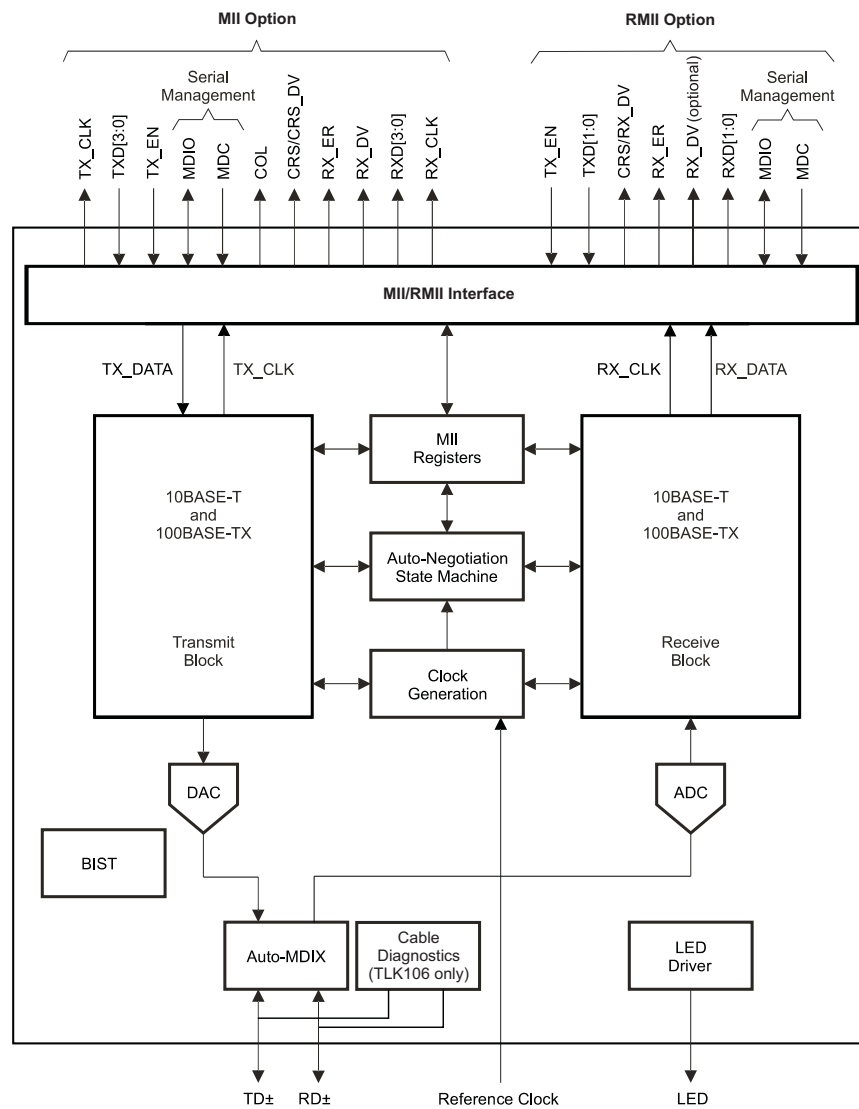 MII Option
RMII Option
Serial
Management
Serial
Management
TX_CLK
TXD[3:0]
TX_EN
MDIO
MDC
COL
CRS/CRS_DV
RX_ER
RX_DV
RXD[3:0]
RX_CLK
TX_EN
TXD[1:0]
CRS/RX_DV
RX_ER
RX_DV (optional)
RXD[1:0]
MDIO
MDC
MII/RMII Interface
TX_DATA
TX_CLK
RX_CLK
RX_DATA
10BASE-T
and
100BASE-TX
Transmit
Block
MII
Registers
Auto-Negotiation
State Machine
Clock
Generation
10BASE-T
and
100BASE-TX
Receive
Block
DAC
ADC
BIST
Auto-MDIX
Cable
Diagnostics
(TLK106 only)
LED
Driver
TD±
RD±
Reference Clock
LED